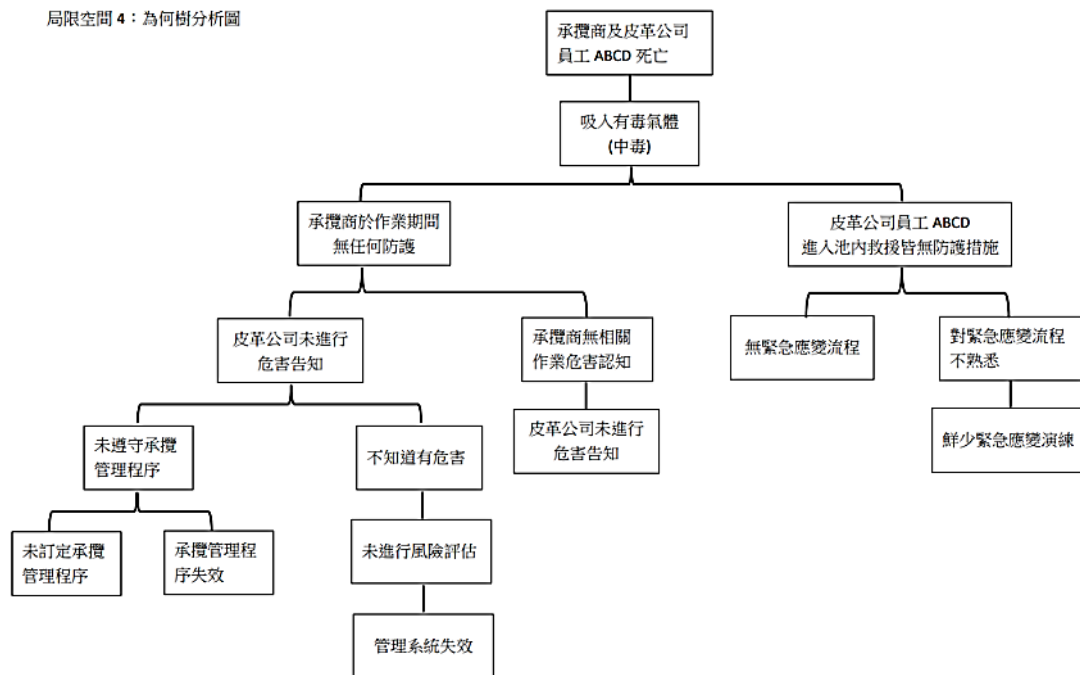 局限空間 4：為何樹分析圖
承攬商及皮革公司
員工 ABCD 死亡
吸入有毒氣體
(中毒)
承攬商於作業期間
無任何防護
皮革公司員工 ABCD
進入池內救援皆無防護措施
皮革公司未進行
危害告知
承攬商無相關
作業危害認知
無緊急應變流程
對緊急應變流程
不熟悉
未遵守承攬
管理程序
不知道有危害
皮革公司未進行
危害告知
鮮少緊急應變演練
未訂定承攬
管理程序
承攬管理程
序失效
未進行風險評估
管理系統失效